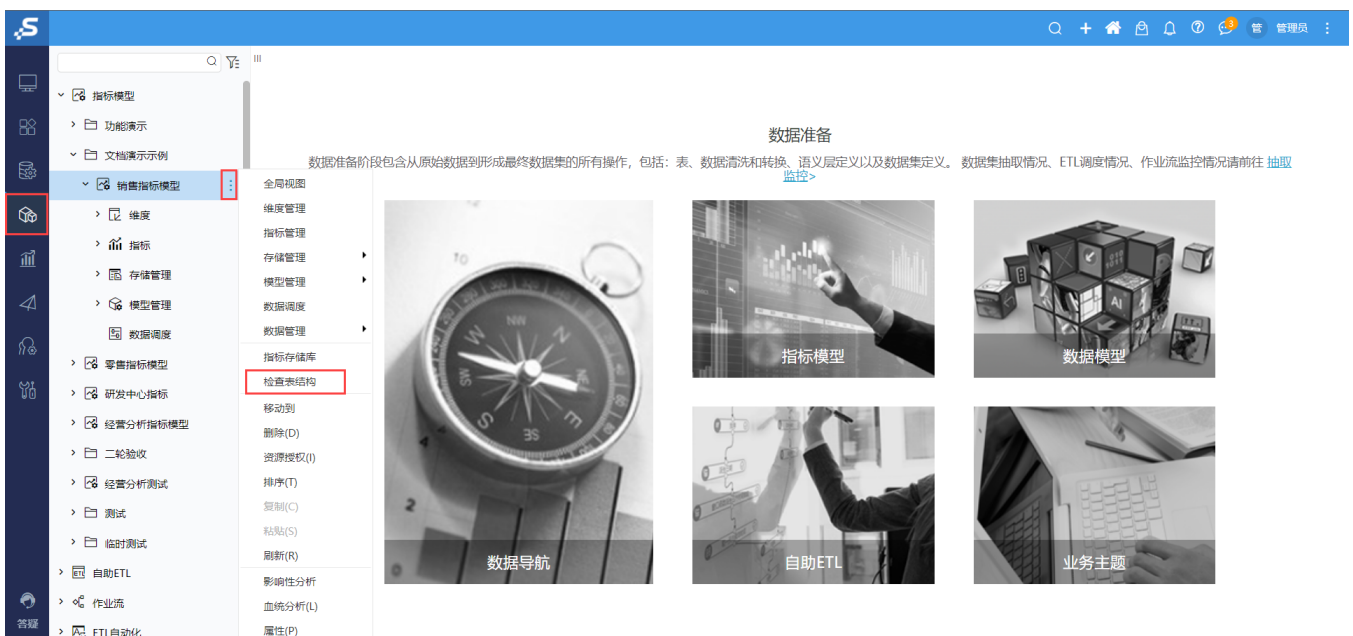 3
管
管理员
指标模型
功能演示
文档演示示例
销售指标模型
维度
指标
存储管理
模型管理
数据调度
零售指标模型
研发中心指标
经营分析指标模型
二轮验收
经营分析测试
测试
临时测试
自助ETL
作业流
ETL自动化
答疑
全局视图
维度管理
指标管理
存储管理
模型管理
数据调度
数据管理
指标存储库
检查表结构
移动到
删除(D)
资源授权(I)
排序(T)
复制(C)
粘贴(S)
刷新(R)
影响性分析
血统分析(L)
属性(P)
数据准备
数据准备阶段包含从原始数据到形成最终数据集的所有操作，包括：表、数据清洗和转换、语义层定义以及数据集定义。 数据集抽取情况、ETL调度情况、作业流监控情况请前往 抽取
监控>
数据导航
指标模型
数据模型
自助ETL
业务主题